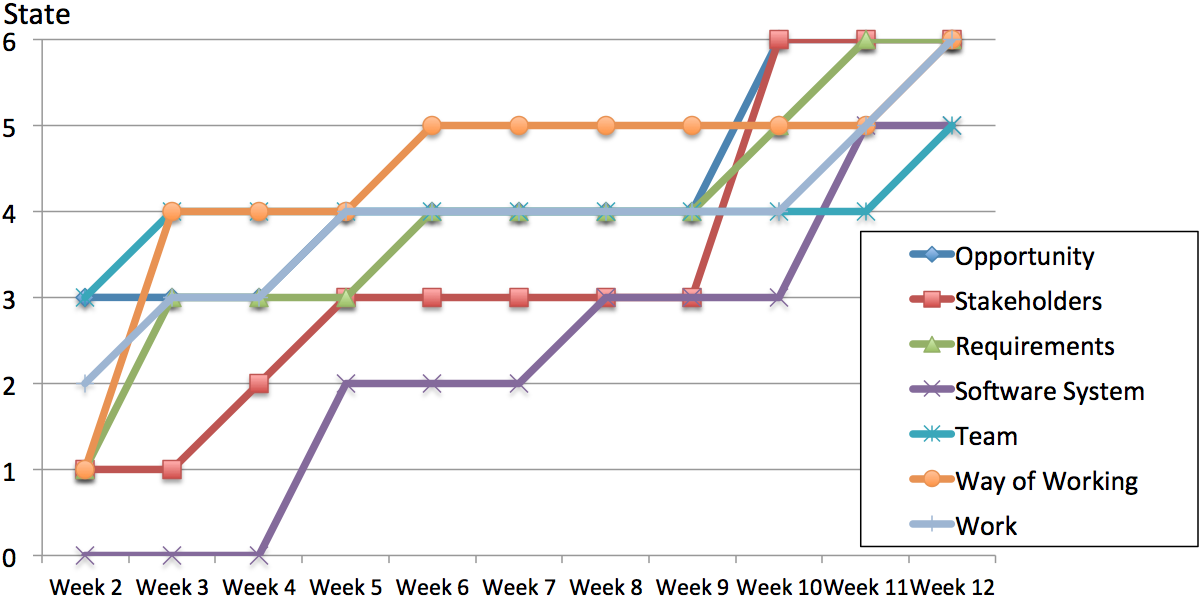 State
6
5
4
3
2
1
0
Week 2 Week 3 Week 4 Week 5 Week 6 Week 7 Week 8 Week 9 Week 10 Week 11 Week 12
Opportunity
Stakeholders
Requirements
Software System
Team
Way of Working
Work